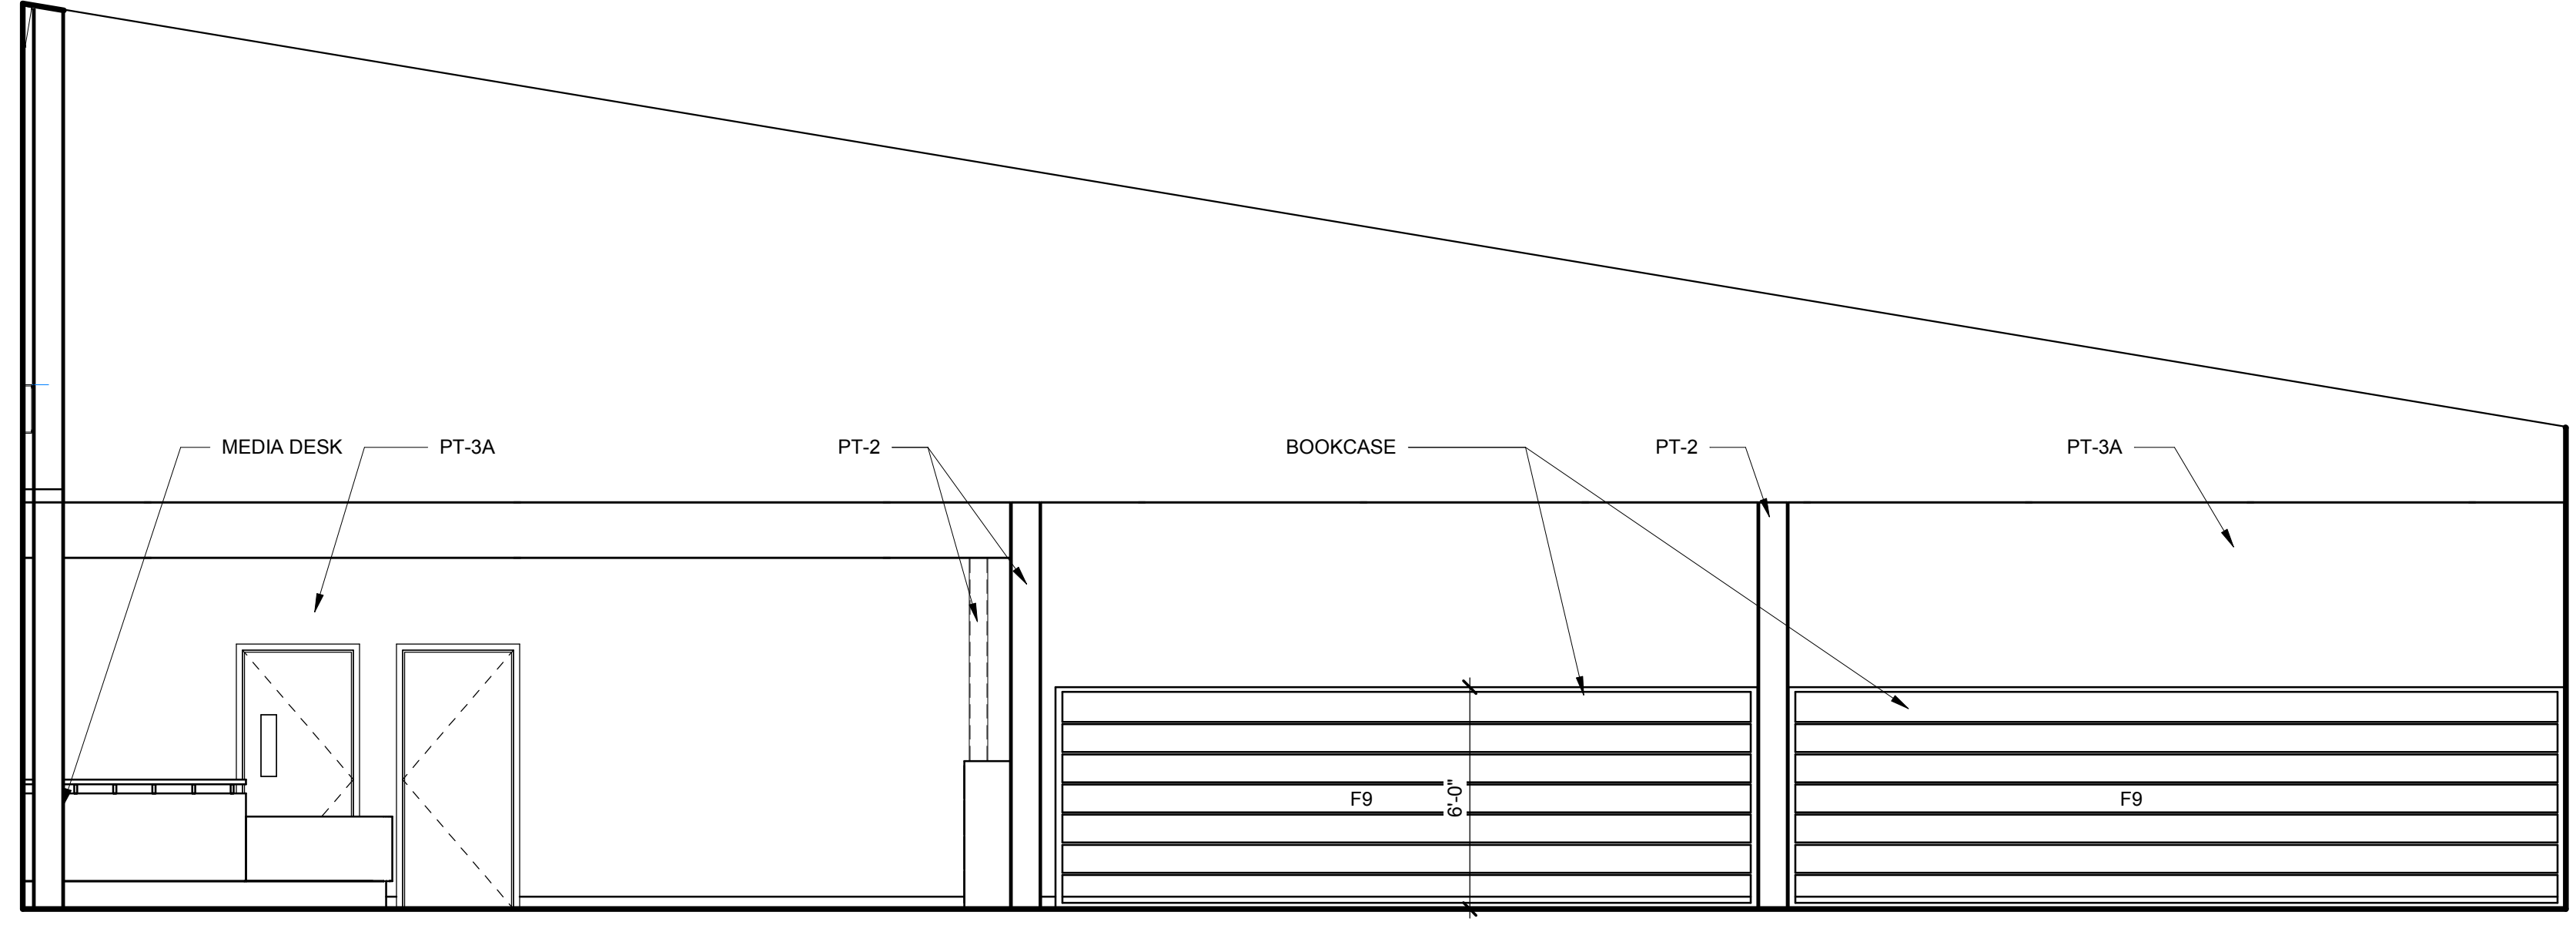 MEDIA DESK
PT-3A
PT-2
BOOKCASE
PT-2
PT-3A
F9
6'-0"
F9